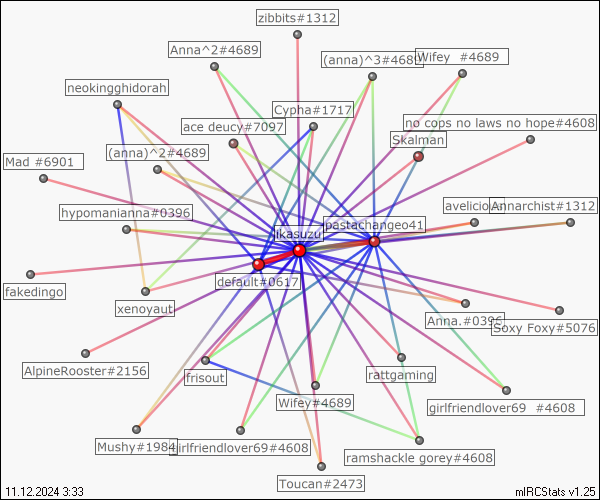 zibbits#1312
Anna^2#4689
(anna)^3#4689
Wifey #4689
neokingghidorah
Cypha#1717
no cops no laws no hope#4608
ace deucy#7097
Skalman
(anna)^2#4689
Mad #6901
hypomanianna#0396
Annarchist#1312
pastachangeo41
ikasuzu
default#0617
fakedingo
xenoyaut
Anna.#0396
Soxy Foxy#5076
AlpineRooster#2156
frisout
rattgaming
Wifey#4689
girlfriendlover69 #4608
Mushy#1984
girlfriendlover69#4608
ramshackle gorey#4608
Toucan#2473
11.12.2024 3:33
mIRCStats v1.25